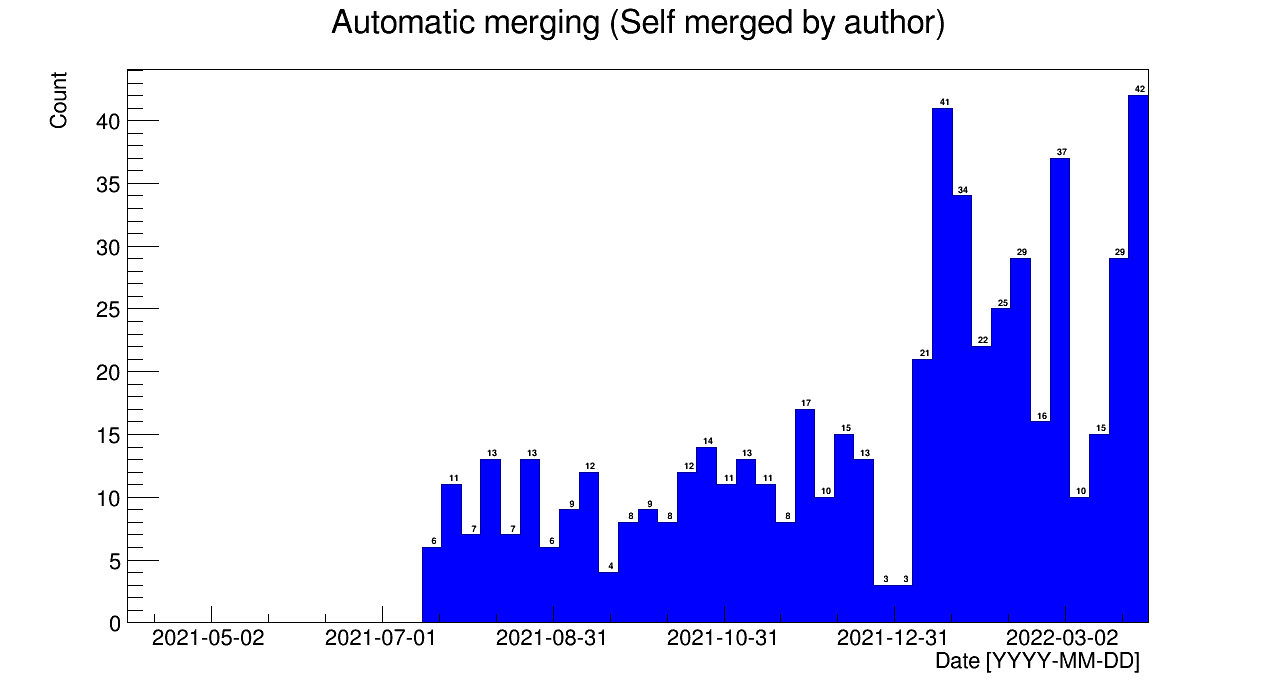 Automatic merging (Self merged by author)
Count
40
35
30
25
20
15
10
5
0
6 11 7 13 7 13 6 9 12 4 8 9 8 12 14 11 13 11 8 17 10 15 13 3 3 21 41 34 22 25 29 16 37 10 15 29 42
2021-05-02 2021-07-01 2021-08-31 2021-10-31 2021-12-31 2022-03-02
Date [YYYY-MM-DD]